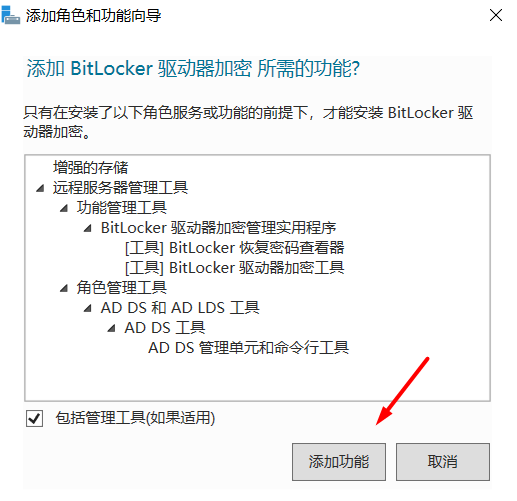 添加角色和功能向导
添加 BitLocker 驱动器加密 所需的功能?
只有在安装了以下角色服务或功能的前提下，才能安装 BitLocker 驱
动器加密。
增强的存储
远程服务器管理工具
功能管理工具
BitLocker 驱动器加密管理实用程序
[工具] BitLocker 恢复密码查看器
[工具] BitLocker 驱动器加密工具
角色管理工具
AD DS 和 AD LDS 工具
AD DS 工具
AD DS 管理单元和命令行工具
包括管理工具(如果适用)
添加功能
取消